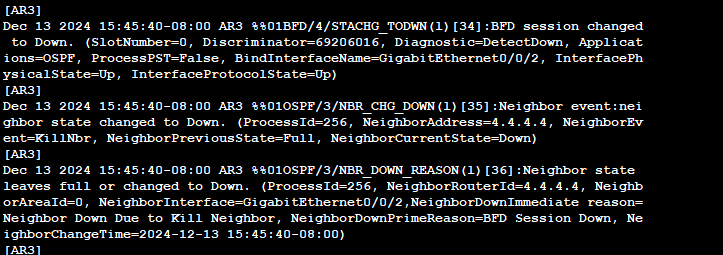 [AR3]
Dec 13 2024 15:45:40-08:00 AR3 %%01BFD/4/STACHG_TODWN(l)[34]:BFD session changed
 to Down. (SlotNumber=0, Discriminator=69206016, Diagnostic=DetectDown, Applicat
ions=OSPF, ProcessPST=False, BindInterfaceName=GigabitEthernet0/0/2, InterfacePh
ysicalState=Up, InterfaceProtocolState=Up)
[AR3]
Dec 13 2024 15:45:40-08:00 AR3 %%01OSPF/3/NBR_CHG_DOWN(l)[35]:Neighbor event:nei
ghbor state changed to Down. (ProcessId=256, NeighborAddress=4.4.4.4, NeighborEv
ent=KillNbr, NeighborPreviousState=Full, NeighborCurrentState=Down)
[AR3]
Dec 13 2024 15:45:40-08:00 AR3 %%01OSPF/3/NBR_DOWN_REASON(l)[36]:Neighbor state
leaves full or changed to Down. (ProcessId=256, NeighborRouterId=4.4.4.4, Neighb
orAreaId=0, NeighborInterface=GigabitEthernet0/0/2,NeighborDownImmediate reason=
Neighbor Down Due to Kill Neighbor, NeighborDownPrimeReason=BFD Session Down, Ne
ighborChangeTime=2024-12-13 15:45:40-08:00)
[AR3]